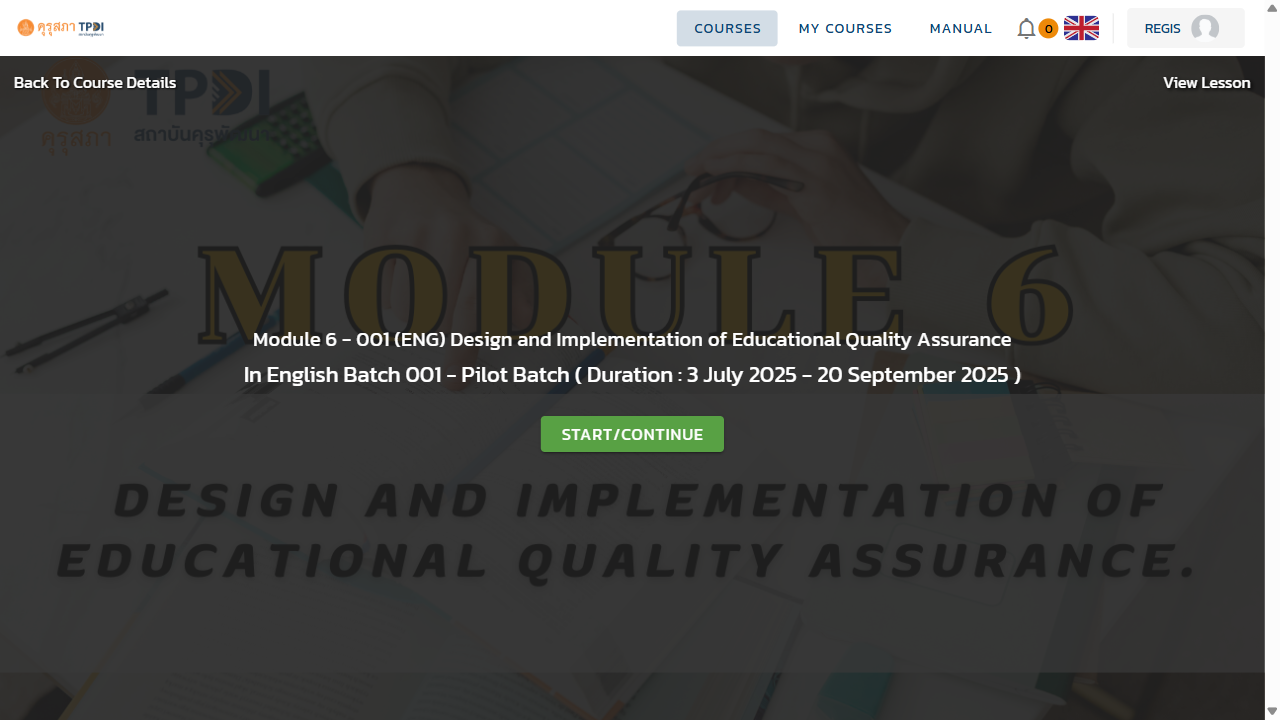 คุรุสภา TPDI
COURSES
MY COURSES
MANUAL
0
REGIS
Back To Course Details
View Lesson
คุรุสภา
TPDI
สถาบันคุรุพัฒนา
MODULE 6
Module 6 - 001 (ENG) Design and Implementation of Educational Quality Assurance
In English Batch 001 - Pilot Batch ( Duration : 3 July 2025 - 20 September 2025 )
START/CONTINUE
DESIGN AND IMPLEMENTATION OF
EDUCATIONAL QUALITY ASSURANCE.